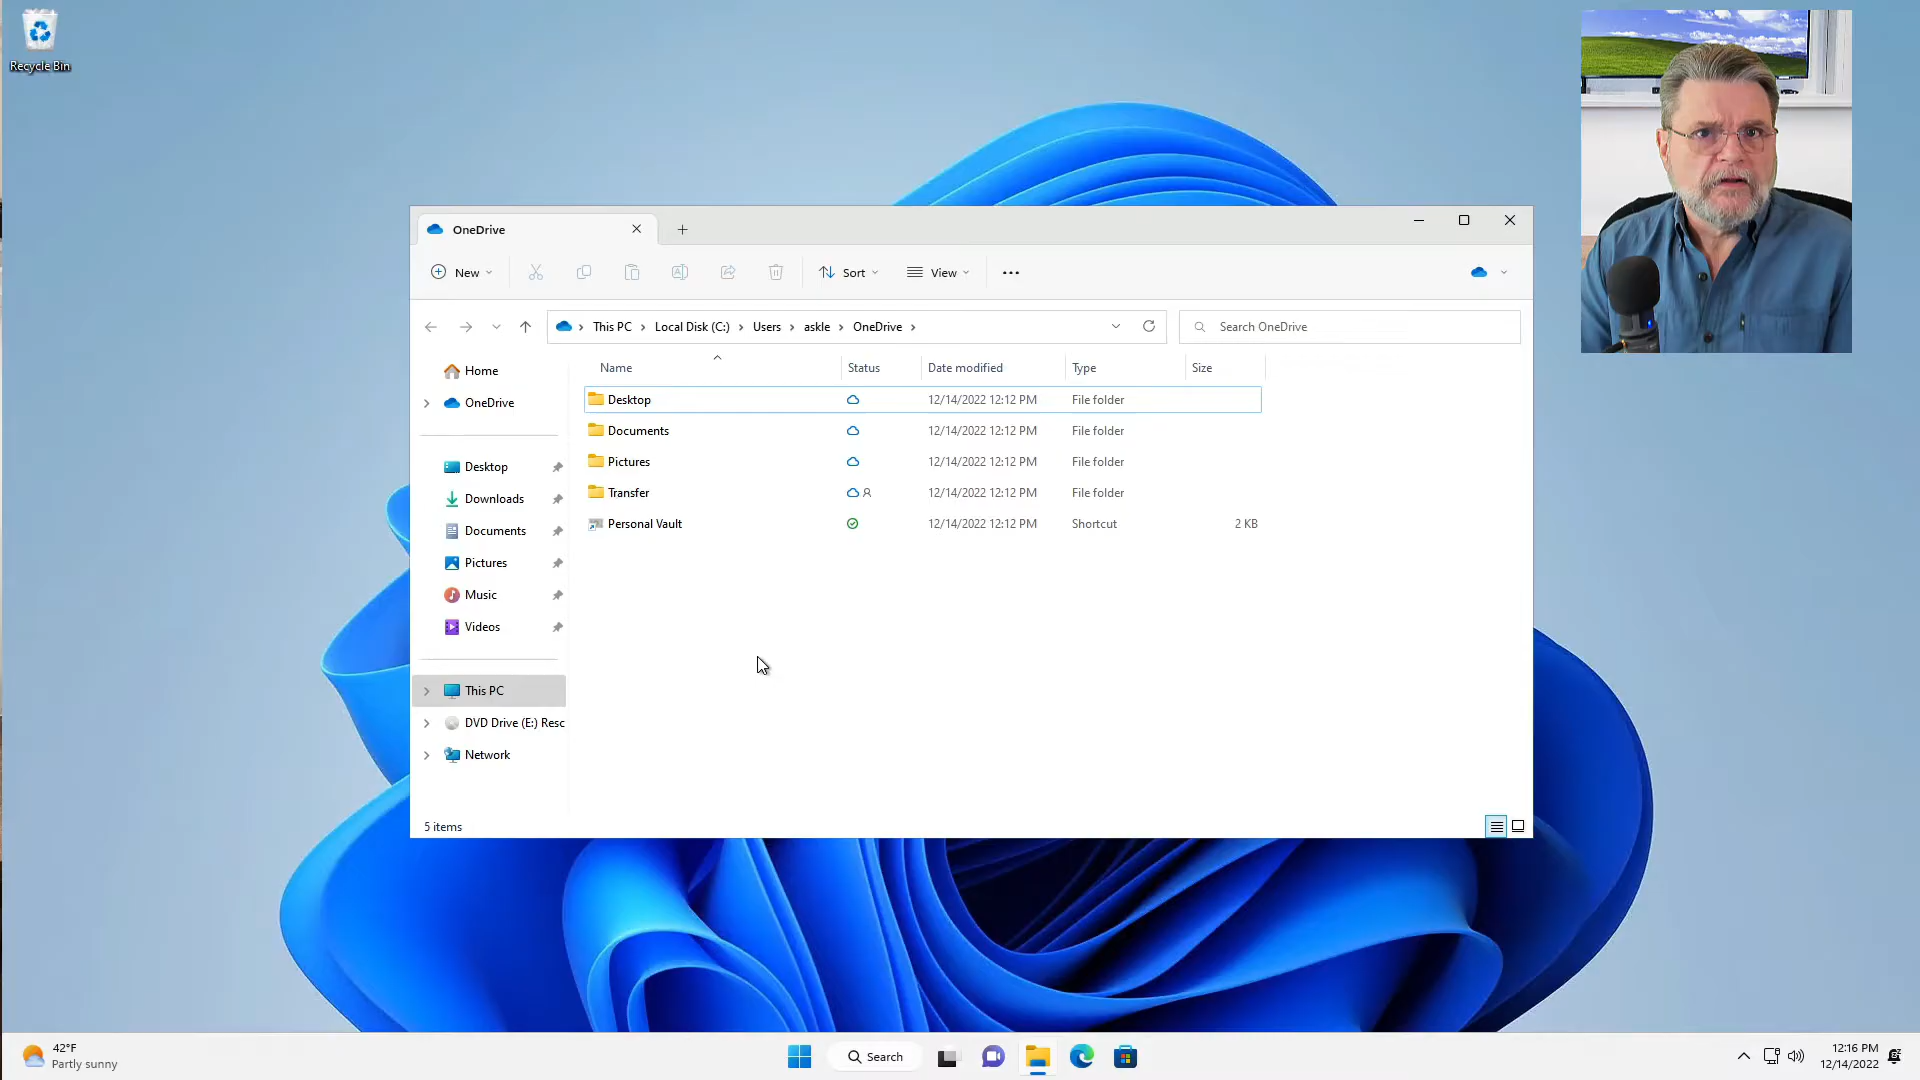 Recycle Bin
OneDrive
New
Sort
View
This PC
Local Disk (C:)
Users
askle
OneDrive
Search OneDrive
Home
OneDrive
Desktop
Downloads
Documents
Pictures
Music
Videos
This PC
DVD Drive (E:) Resc
Network
Name Status Date modified Type Size
Desktop 12/14/2022 12:12 PM File folder
Documents 12/14/2022 12:12 PM File folder
Pictures 12/14/2022 12:12 PM File folder
Transfer 12/14/2022 12:12 PM File folder
Personal Vault 12/14/2022 12:12 PM Shortcut 2 KB
5 items
42°F
Partly sunny
Search
12:16 PM
12/14/2022